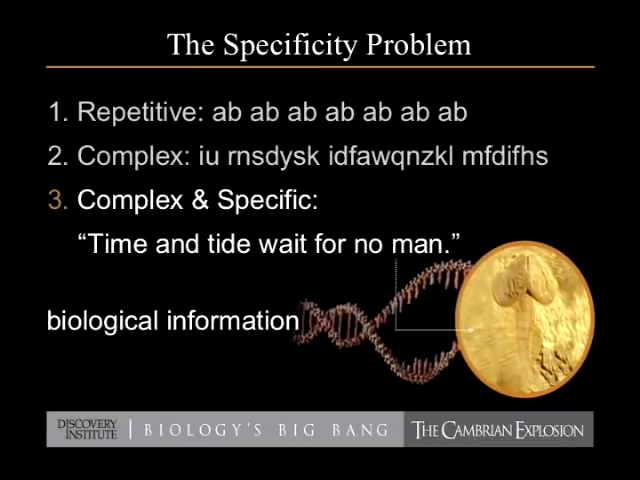 The Specificity Problem
1. Repetitive: ab ab ab ab ab ab ab
2. Complex: iu rnsdysk idfawqnzkl mfdifhs
3. Complex & Specific:
“Time and tide wait for no man.”
biological information
DISCOVERY INSTITUTE | BIOLOGY'S BIG BANG THE CAMBRIAN EXPLOSION